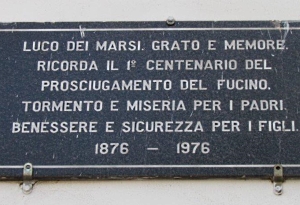 LUCO DEI MARSI. GRATO E MEMORE.
RICORDA IL 1º CENTENARIO DEL
PROSCIUGAMENTO DEL FUCINO.
TORMENTO E MISERIA PER I PADRI.
BENESSERE E SICUREZZA PER I FIGLI.
1876 – 1976